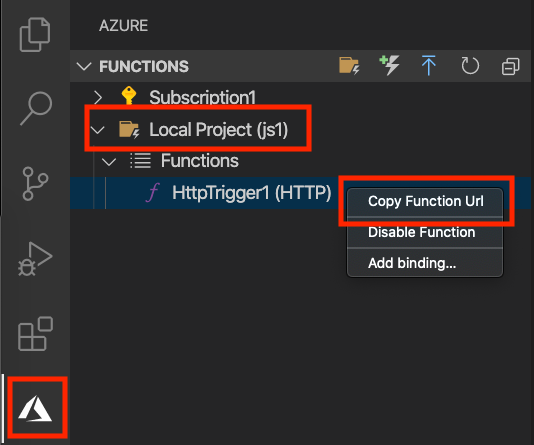 AZURE
FUNCTIONS
Subscription1
Local Project (js1)
Functions
HttpTrigger1 (HTTP)
Copy Function Url
Disable Function
Add binding...